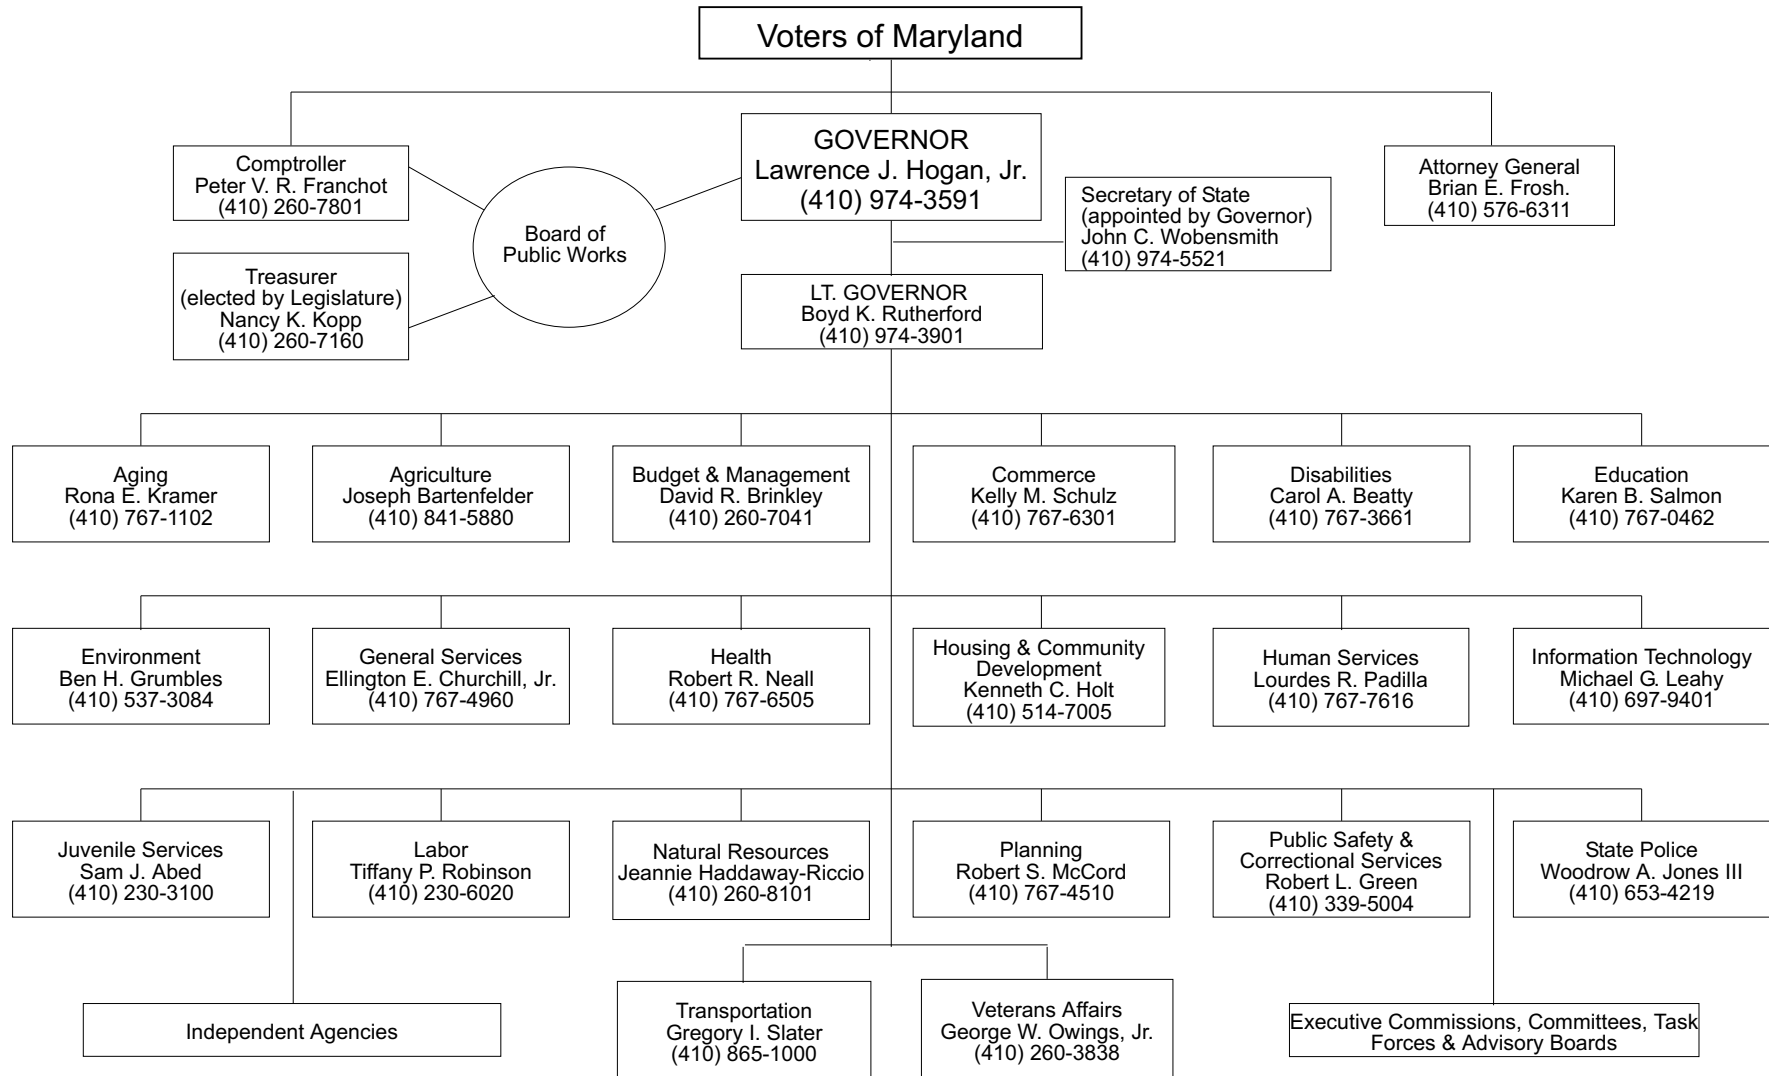 Voters of Maryland
GOVERNOR
Lawrence J. Hogan, Jr.
(410) 974-3591
Comptroller
Peter V. R. Franchot
(410) 260-7801
Attorney General
Brian E. Frosh.
(410) 576-6311
Secretary of State
(appointed by Governor)
John C. Wobensmith
(410) 974-5521
Board of
Public Works
Treasurer
(elected by Legislature)
Nancy K. Kopp
(410) 260-7160
LT. GOVERNOR
Boyd K. Rutherford
(410) 974-3901
Aging
Rona E. Kramer
(410) 767-1102
Agriculture
Joseph Bartenfelder
(410) 841-5880
Budget & Management
David R. Brinkley
(410) 260-7041
Commerce
Kelly M. Schulz
(410) 767-6301
Disabilities
Carol A. Beatty
(410) 767-3661
Education
Karen B. Salmon
(410) 767-0462
Environment
Ben H. Grumbles
(410) 537-3084
General Services
Ellington E. Churchill, Jr.
(410) 767-4960
Health
Robert R. Neall
(410) 767-6505
Housing & Community
Development
Kenneth C. Holt
(410) 514-7005
Human Services
Lourdes R. Padilla
(410) 767-7616
Information Technology
Michael G. Leahy
(410) 697-9401
Juvenile Services
Sam J. Abed
(410) 230-3100
Labor
Tiffany P. Robinson
(410) 230-6020
Natural Resources
Jeannie Haddaway-Riccio
(410) 260-8101
Planning
Robert S. McCord
(410) 767-4510
Public Safety &
Correctional Services
Robert L. Green
(410) 339-5004
State Police
Woodrow A. Jones III
(410) 653-4219
Independent Agencies
Transportation
Gregory I. Slater
(410) 865-1000
Veterans Affairs
George W. Owings, Jr.
(410) 260-3838
Executive Commissions, Committees, Task
Forces & Advisory Boards